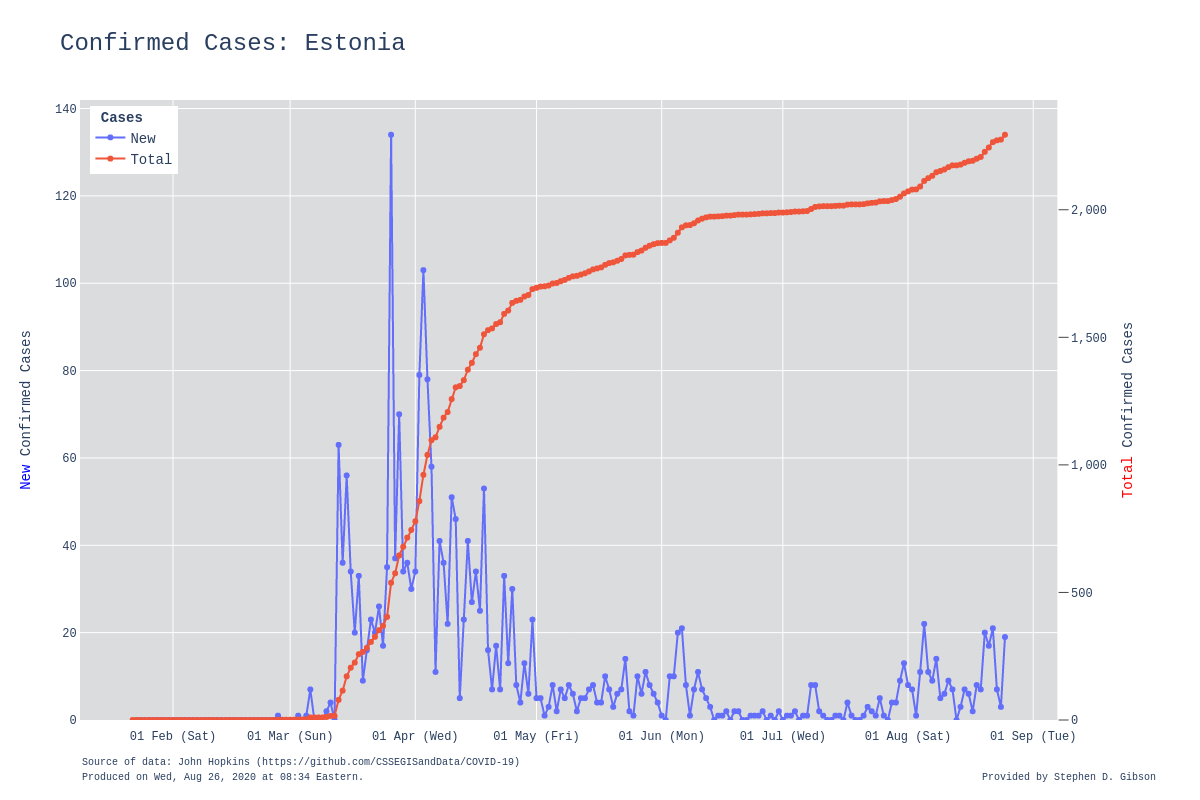 Confirmed Cases: Estonia
Cases
New
Total
140
120
100
80
60
40
20
0
2,000
1,500
1,000
500
0
New Confirmed Cases
Total Confirmed Cases
01 Feb (Sat) 01 Mar (Sun) 01 Apr (Wed) 01 May (Fri) 01 Jun (Mon) 01 Jul (Wed) 01 Aug (Sat) 01 Sep (Tue)
Source of data: John Hopkins (https://github.com/CSSEGISandData/COVID-19)
Produced on Wed, Aug 26, 2020 at 08:34 Eastern.
Provided by Stephen D. Gibson